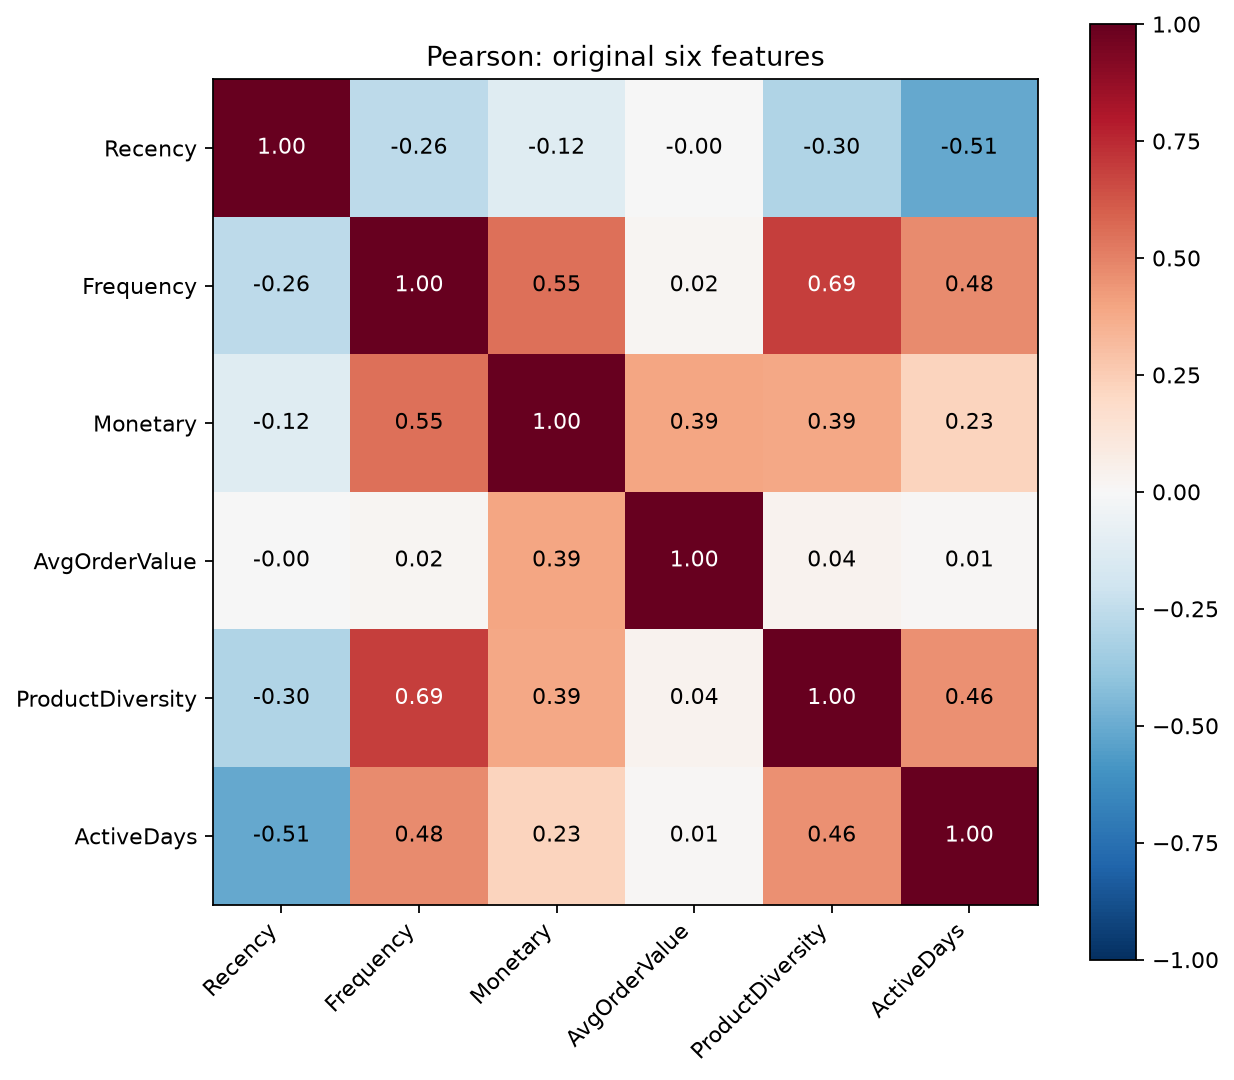 Pearson: original six features
Recency 1.00 -0.26 -0.12 -0.00 -0.30 -0.51
Frequency -0.26 1.00 0.55 0.02 0.69 0.48
Monetary -0.12 0.55 1.00 0.39 0.39 0.23
AvgOrderValue -0.00 0.02 0.39 1.00 0.04 0.01
ProductDiversity -0.30 0.69 0.39 0.04 1.00 0.46
ActiveDays -0.51 0.48 0.23 0.01 0.46 1.00
Recency Frequency Monetary AvgOrderValue ProductDiversity ActiveDays
1.00
0.75
0.50
0.25
0.00
−0.25
−0.50
−0.75
−1.00